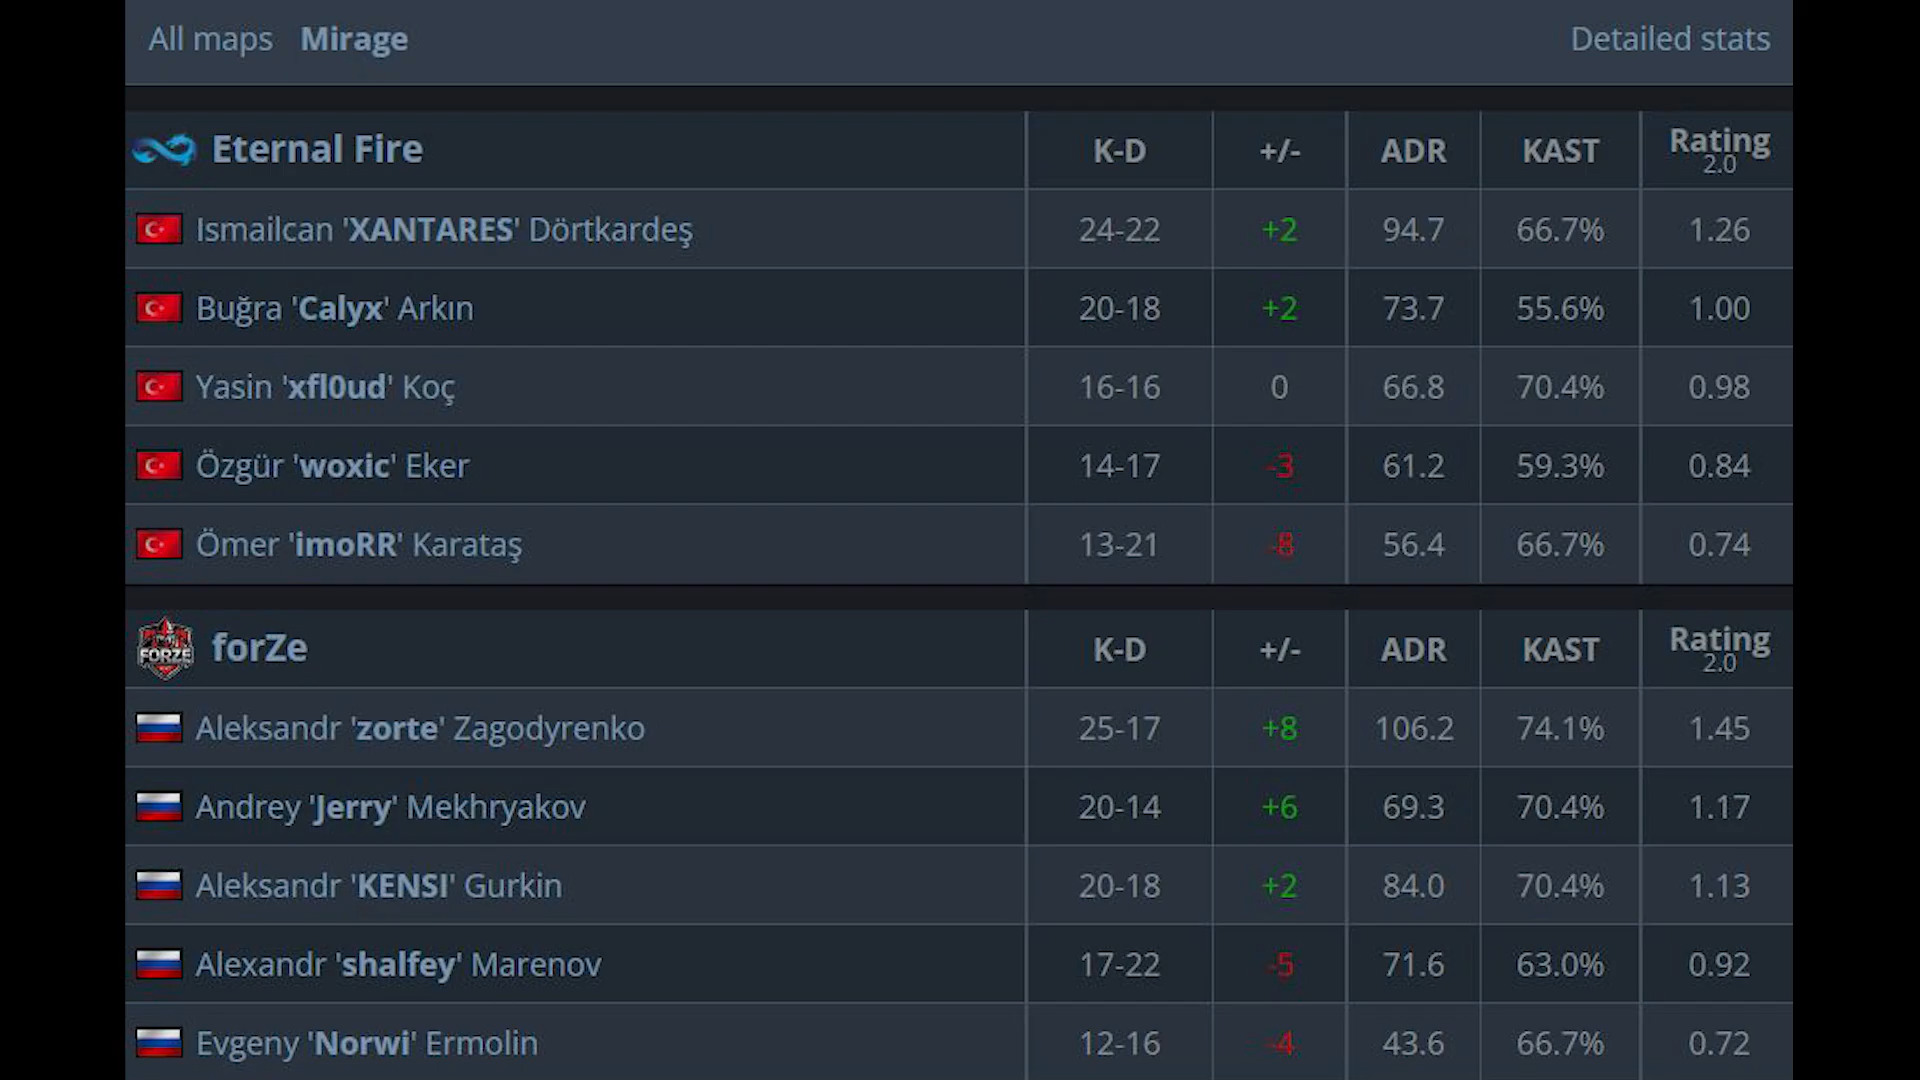 All maps Mirage Detailed stats
Eternal Fire K-D +/- ADR KAST Rating 2.0
Ismailcan 'XANTARES' Dörtkardeş 24-22 +2 94.7 66.7% 1.26
Buğra 'Calyx' Arkın 20-18 +2 73.7 55.6% 1.00
Yasin 'xfl0ud' Koç 16-16 0 66.8 70.4% 0.98
Özgür 'woxic' Eker 14-17 -3 61.2 59.3% 0.84
Ömer 'imoRR' Karataş 13-21 -8 56.4 66.7% 0.74
FORZE forZe K-D +/- ADR KAST Rating 2.0
Aleksandr 'zorte' Zagodyrenko 25-17 +8 106.2 74.1% 1.45
Andrey 'Jerry' Mekhryakov 20-14 +6 69.3 70.4% 1.17
Aleksandr 'KENSI' Gurkin 20-18 +2 84.0 70.4% 1.13
Alexandr 'shalfey' Marenov 17-22 -5 71.6 63.0% 0.92
Evgeny 'Norwi' Ermolin 12-16 -4 43.6 66.7% 0.72